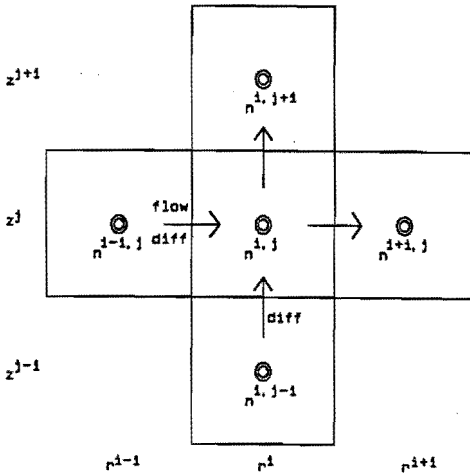 z^{j+1}
n^{i,j+1}
z^{j}
flow
diff
n^{i-1,j} n^{i,j} n^{i+1,j}
diff
z^{j-1}
n^{i,j-1}
r^{i-1} r^{i} r^{i+1}